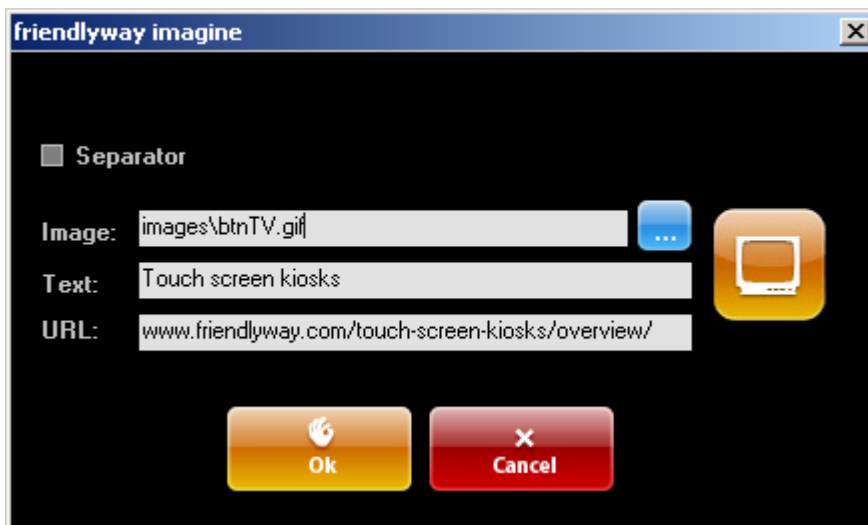 friendlyway imagine
Separator
Image: images\btnTV.gif ...
Text: Touch screen kiosks
URL: www.friendlyway.com/touch-screen-kiosks/overview/
Ok Cancel